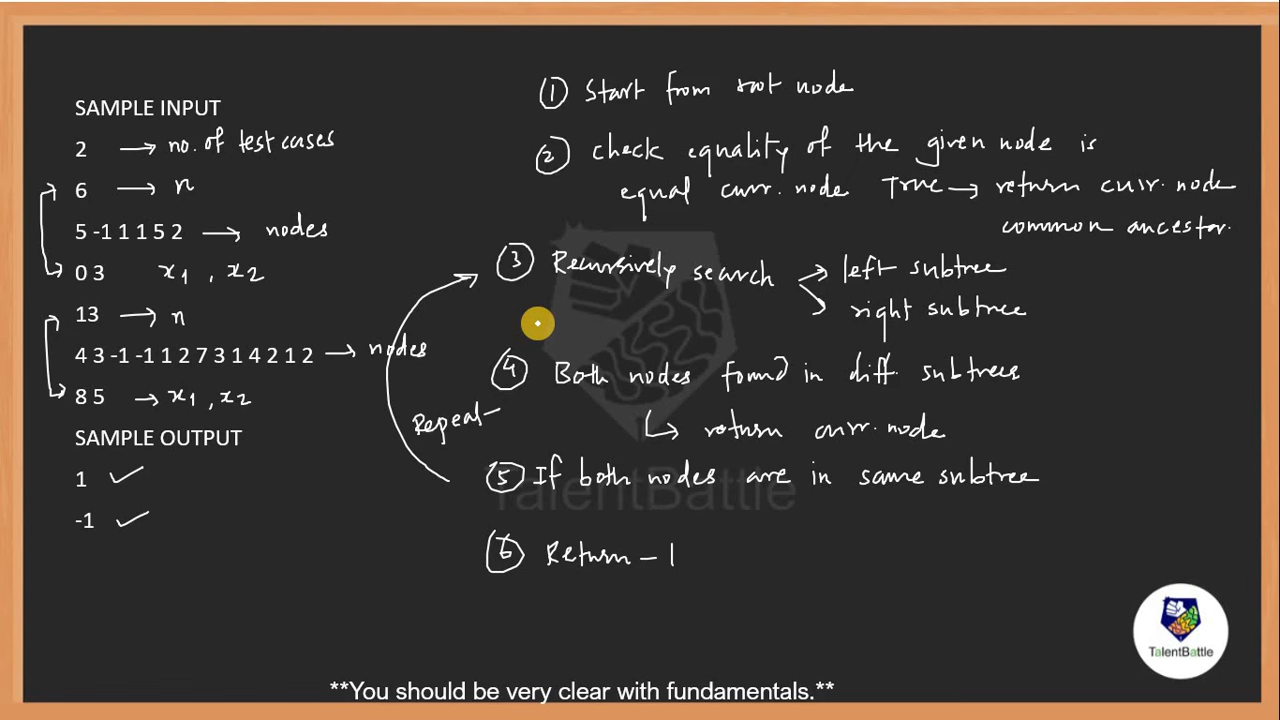 SAMPLE INPUT
2 → no. of test cases
6 → n
5 -1 1 1 5 2 → nodes
0 3 x1 , x2
13 → n
4 3 -1 -1 1 2 7 3 1 4 2 1 2 → nodes
8 5 → x1 , x2
SAMPLE OUTPUT
1 ✓
-1 ✓
① Start from root node
② check equality of the given node is
equal curr. node True → return curr. node
common ancestor.
③ Recursively search → left subtree
→ right subtree
④ Both nodes found in diff. subtrees
↳ return curr. node
Repeat
⑤ If both nodes are in same subtree
⑥ Return - 1
TalentBattle
TalentBattle
**You should be very clear with fundamentals.**